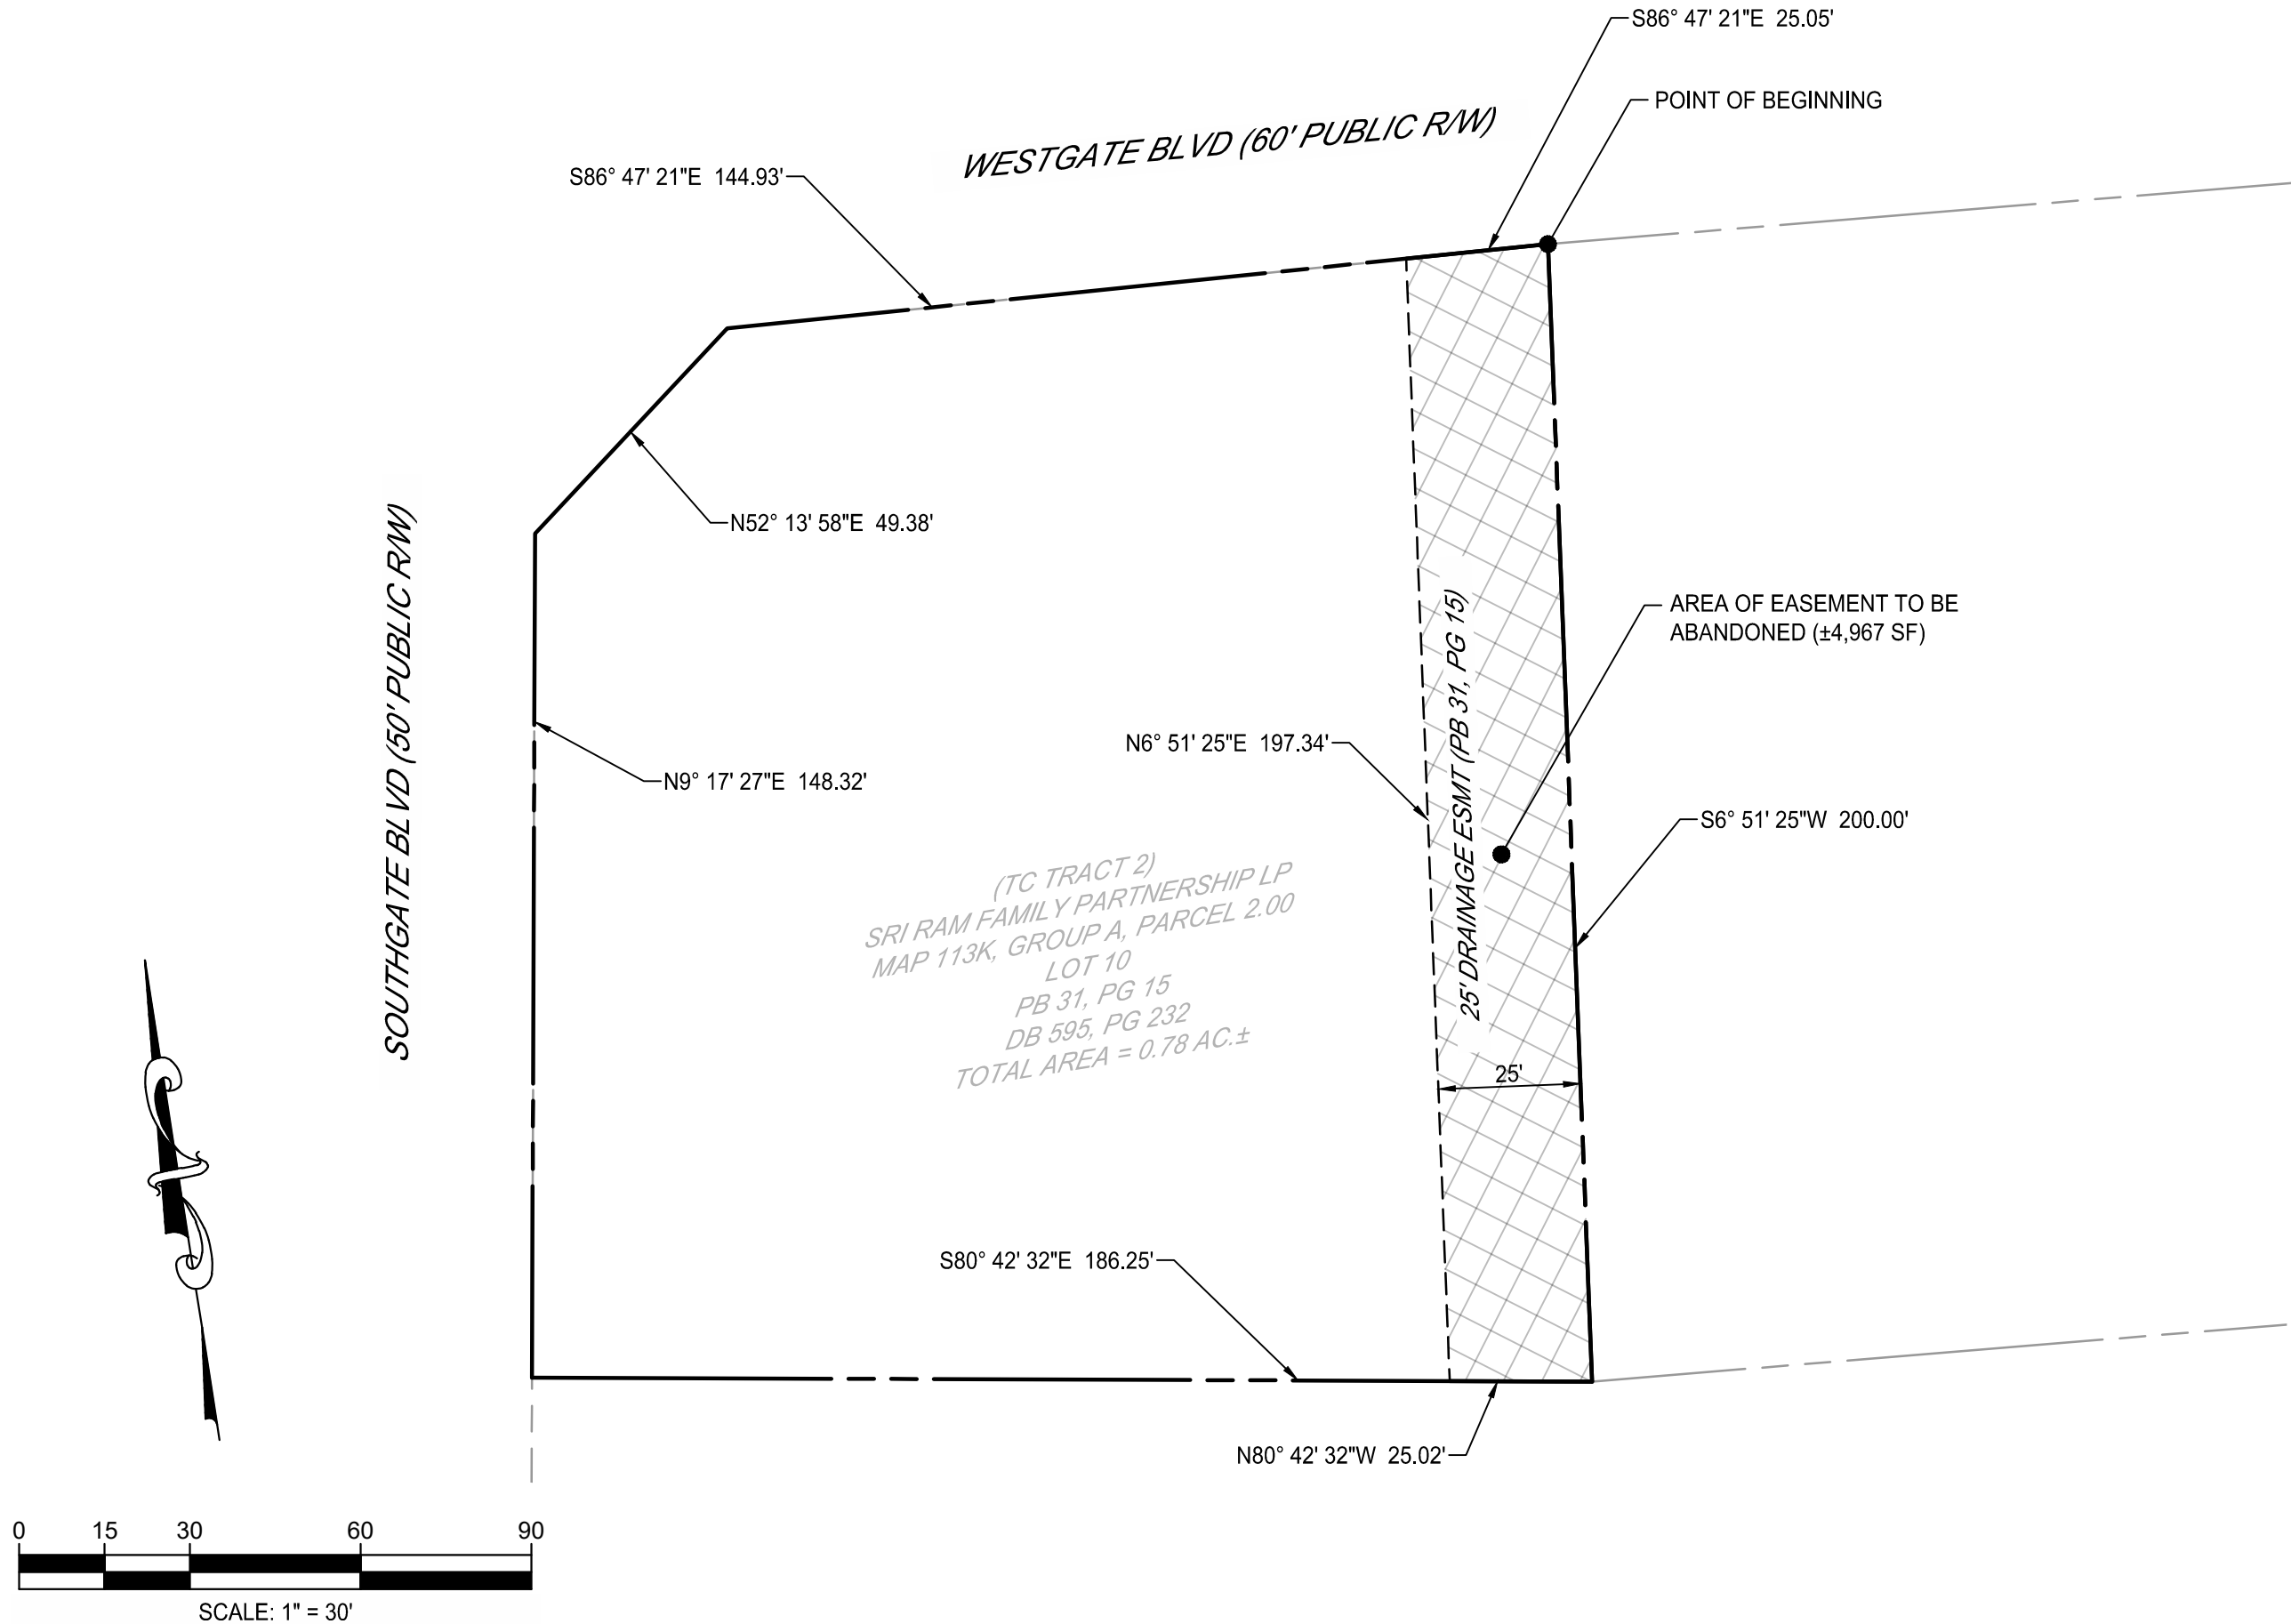 S86° 47' 21"E 25.05'
POINT OF BEGINNING
WESTGATE BLVD (60' PUBLIC R/W)
S86° 47' 21"E 144.93'
N52° 13' 58"E 49.38'
SOUTHGATE BLVD (50' PUBLIC R/W)
AREA OF EASEMENT TO BE
ABANDONED (±4,967 SF)
25' DRAINAGE ESMT (PB 31, PG 15)
N6° 51' 25"E 197.34'
N9° 17' 27"E 148.32'
S6° 51' 25"W 200.00'
(TC TRACT 2)
SRI RAM FAMILY PARTNERSHIP LP
MAP 113K, GROUP A, PARCEL 2.00
LOT 10
PB 31, PG 15
DB 595, PG 232
TOTAL AREA = 0.78 AC.±
25'
S80° 42' 32"E 186.25'
N80° 42' 32"W 25.02'
0 15 30 60 90
SCALE: 1" = 30'